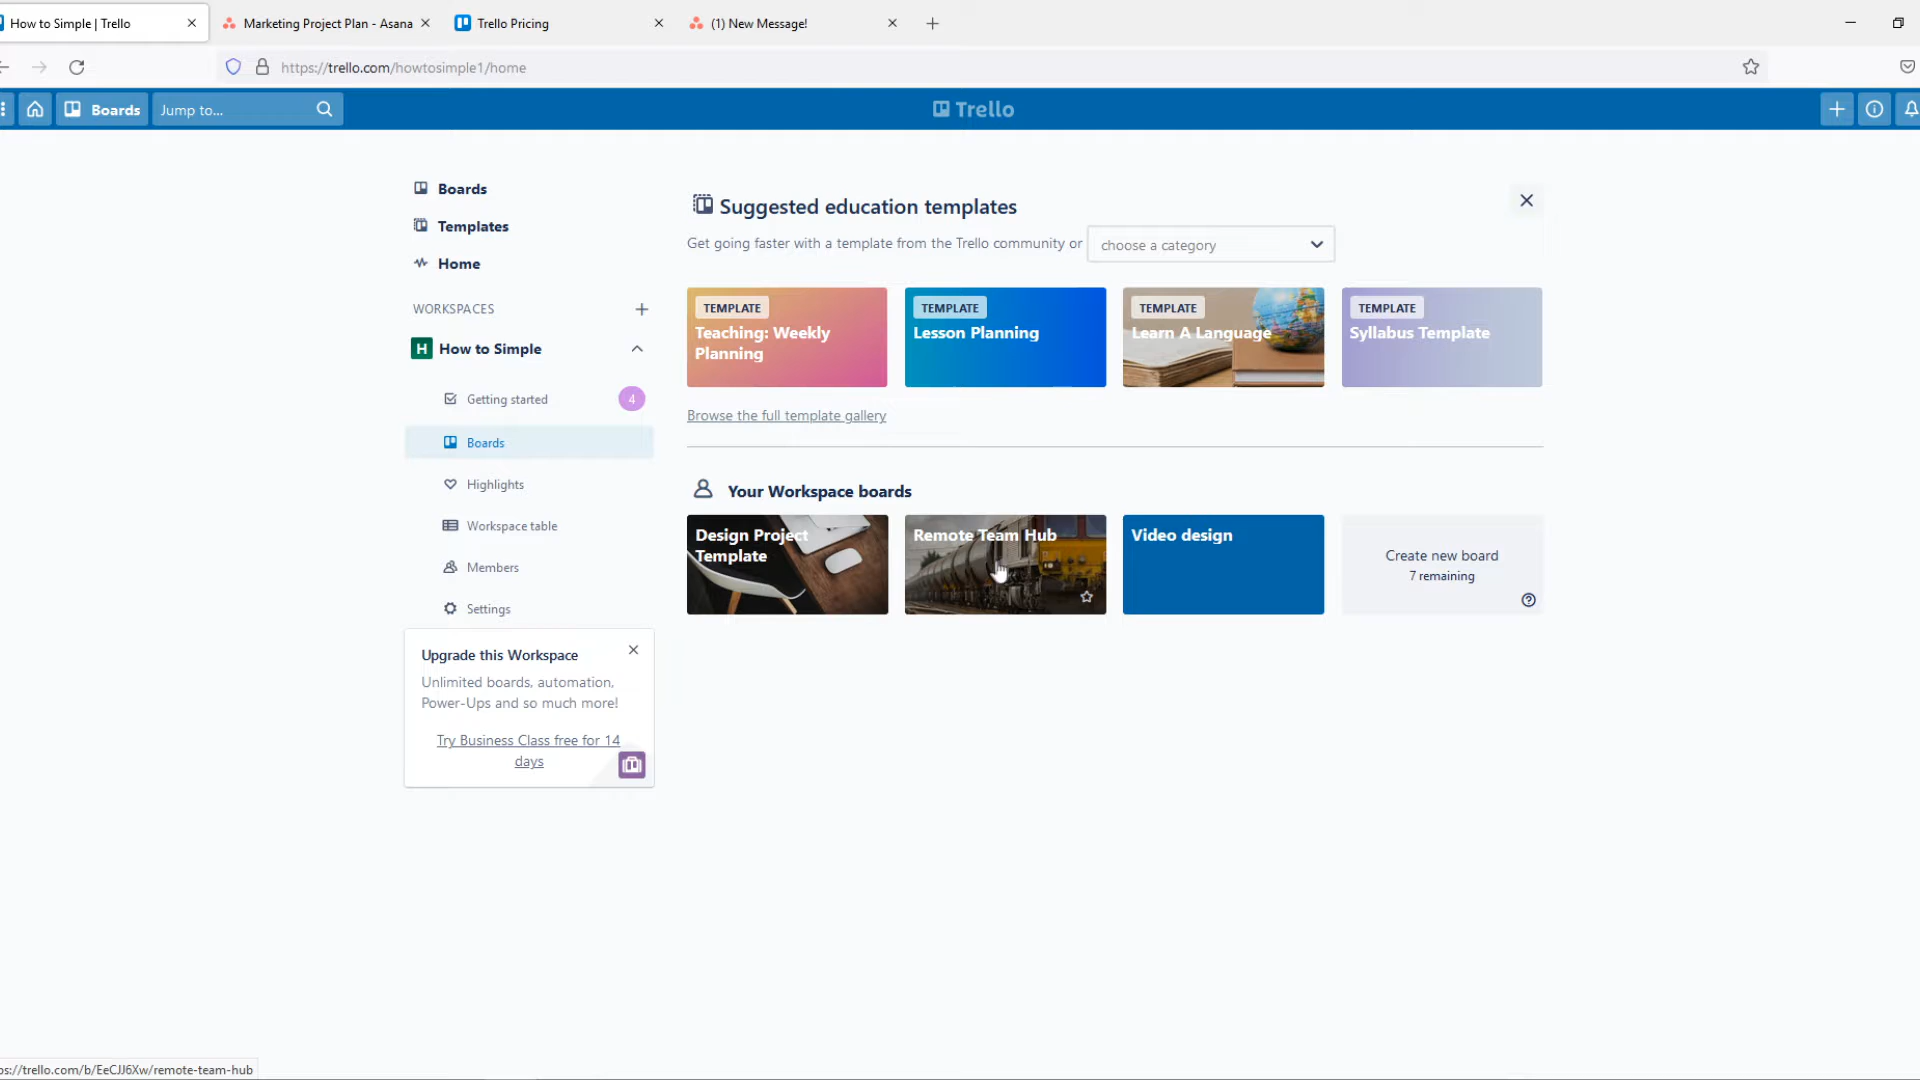 How to Simple | Trello
Marketing Project Plan - Asana
Trello Pricing
(1) New Message!
https://trello.com/howtosimple1/home
Boards
Jump to...
Trello
Boards
Templates
Home
WORKSPACES
H How to Simple
Getting started 4
Boards
Highlights
Workspace table
Members
Settings
Upgrade this Workspace
Unlimited boards, automation,
Power-Ups and so much more!
Try Business Class free for 14
days
Suggested education templates
Get going faster with a template from the Trello community or choose a category
TEMPLATE
Teaching: Weekly
Planning
TEMPLATE
Lesson Planning
TEMPLATE
Learn A Language
TEMPLATE
Syllabus Template
Browse the full template gallery
Your Workspace boards
Design Project
Template
Remote Team Hub
Video design
Create new board
7 remaining
ps://trello.com/b/EeCJJ6Xw/remote-team-hub